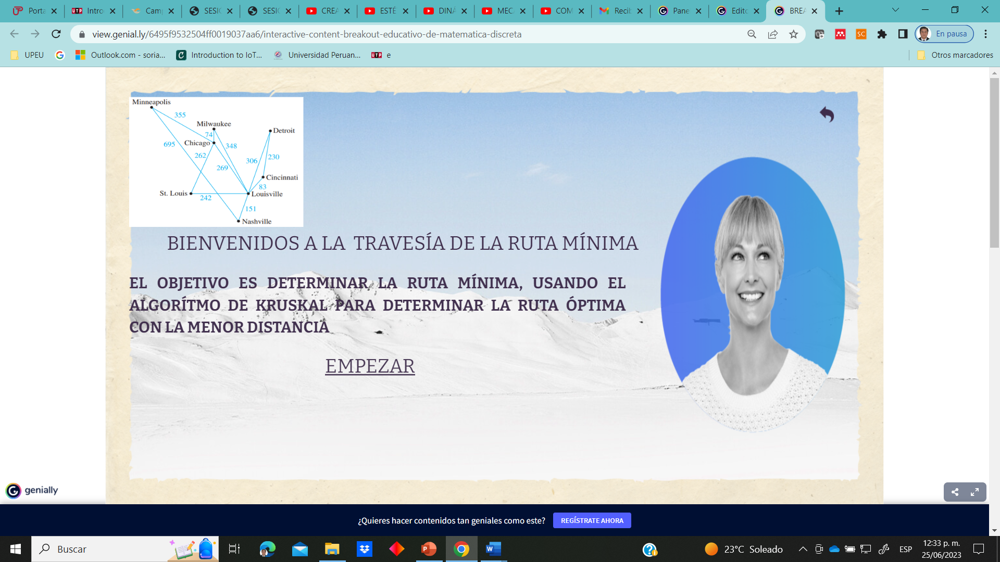 Porta
Intro
Cam
SESIO
SESIO
CREA
ESTÉ
DINÁ
MEC
COM
Recib
Pane
Edito
BREA
view.genial.ly/6495f9532504ff0019037aa6/interactive-content-breakout-educativo-de-matematica-discreta
En pausa
UPEU
Outlook.com - soria...
Introduction to IoT...
Universidad Peruan...
UTP
e
Otros marcadores
Minneapolis
355
Milwaukee
74
Detroit
695
Chicago
348
262
306
230
269
Cincinnati
83
St. Louis
242
Louisville
151
Nashville
BIENVENIDOS A LA TRAVESÍA DE LA RUTA MÍNIMA
EL OBJETIVO ES DETERMINAR LA RUTA MÍNIMA, USANDO EL
ALGORÍTMO DE KRUSKAL PARA DETERMINAR LA RUTA ÓPTIMA
CON LA MENOR DISTANCIA
EMPEZAR
genially
¿Quieres hacer contenidos tan geniales como este?
REGÍSTRATE AHORA
Buscar
23°C Soleado
ESP
12:33 p. m.
25/06/2023